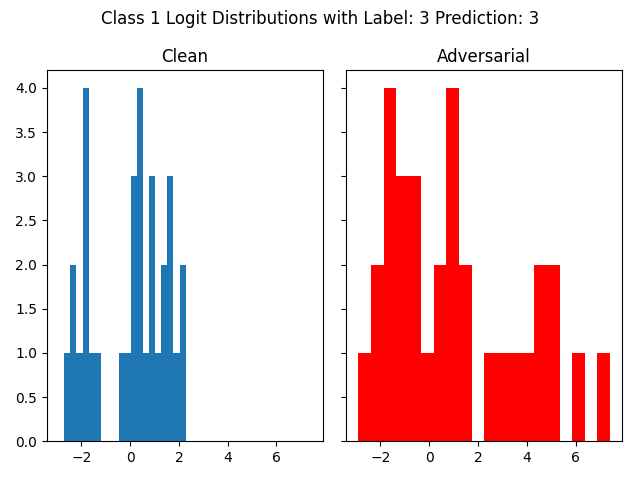 Class 1 Logit Distributions with Label: 3 Prediction: 3
Clean
Adversarial
4.0
3.5
3.0
2.5
2.0
1.5
1.0
0.5
0.0
−2 0 2 4 6
−2 0 2 4 6